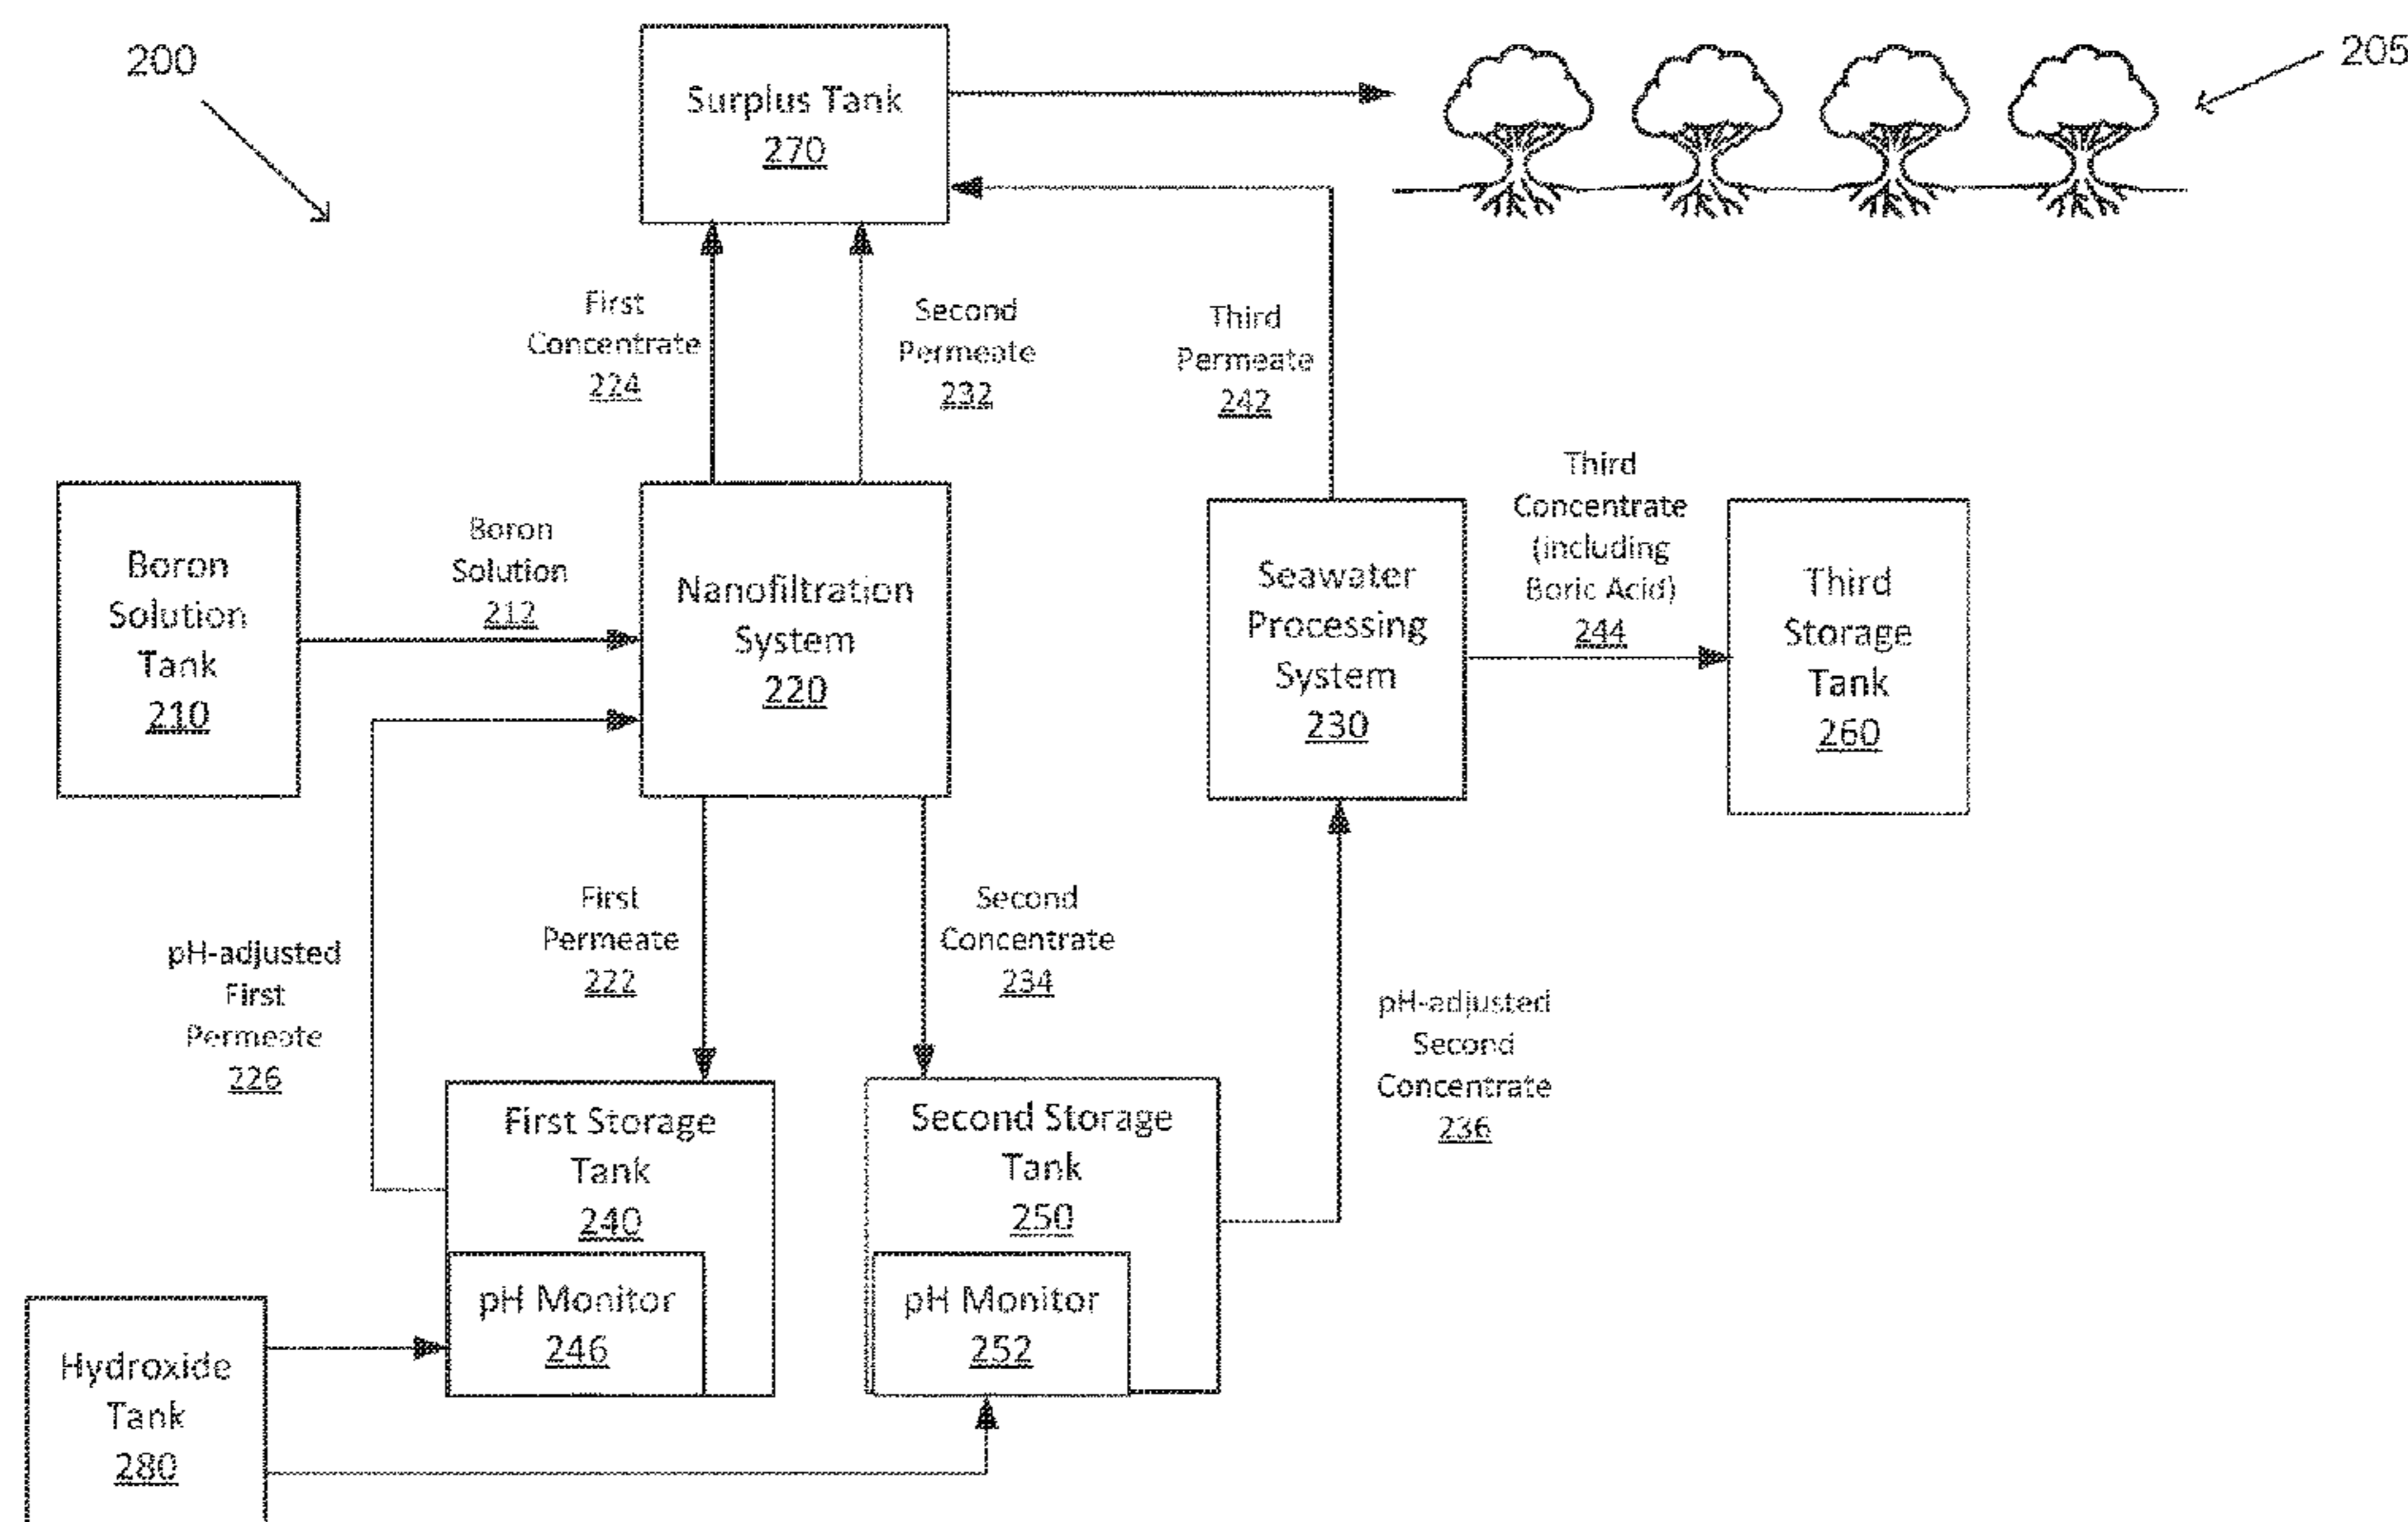 200
205
Surplus Tank
270
First
Concentrate
224
Second
Permeate
232
Third
Permeate
242
Boron
Solution
Tank
210
Boron
Solution
212
Nanofiltration
System
220
Seawater
Processing
System
230
Third
Concentrate
(including
Boric Acid)
244
Third
Storage
Tank
260
pH-adjusted
First
Permeate
226
First
Permeate
222
Second
Concentrate
234
pH-adjusted
Second
Concentrate
236
First Storage
Tank
240
pH Monitor
246
Second Storage
Tank
250
pH Monitor
252
Hydroxide
Tank
280